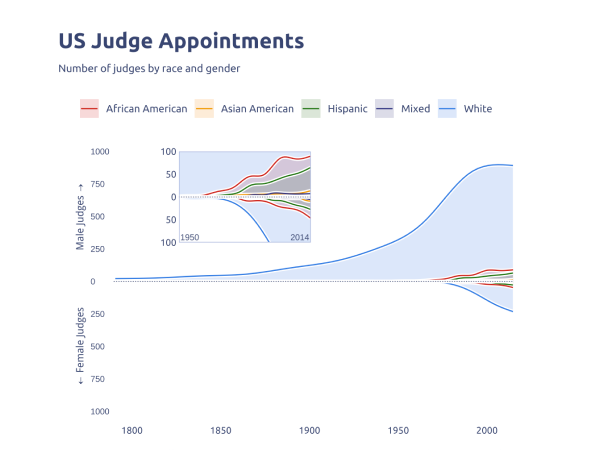 US Judge Appointments
Number of judges by race and gender
African American Asian American Hispanic Mixed White
1000
750
500
250
0
250
500
750
1000
Male Judges →
← Female Judges
100
50
0
50
100
1950 2014
1800 1850 1900 1950 2000